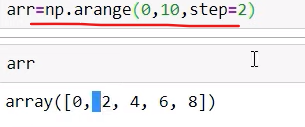 arr=np.arange(0,10,step=2)
arr
array([0, 2, 4, 6, 8])